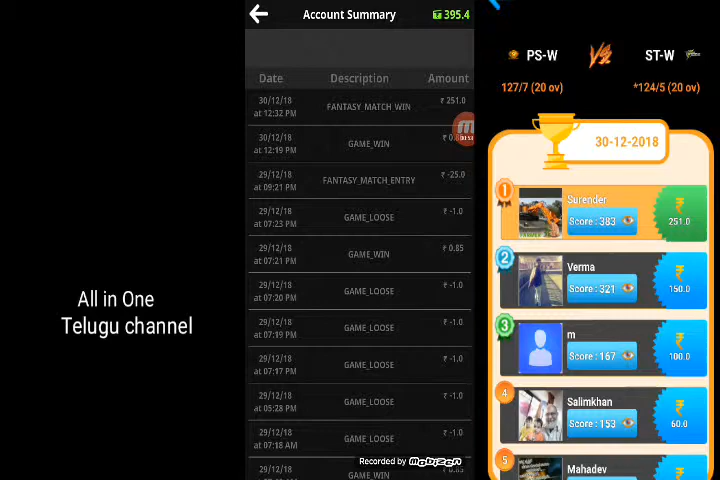 All in One
Telugu channel
Account Summary
395.4
Date Description Amount
30/12/18
at 12:32 PM
FANTASY_MATCH_WIN
₹ 251.0
30/12/18
at 12:19 PM
GAME_WIN
30/12/18
at 09:21 PM
FANTASY_MATCH_ENTRY
₹ -25.0
29/12/18
at 07:23 PM
GAME_LOOSE
₹ -1.0
29/12/18
at 07:21 PM
GAME_WIN
₹ 0.85
29/12/18
at 07:20 PM
GAME_LOOSE
₹ -1.0
29/12/18
at 07:19 PM
GAME_LOOSE
₹ -1.0
29/12/18
at 07:17 PM
GAME_LOOSE
₹ -1.0
29/12/18
at 05:28 PM
GAME_LOOSE
₹ -1.0
29/12/18
at 07:18 AM
GAME_LOOSE
₹ -1.0
29/12/18
GAME_WIN
Recorded by MOBIZEN
PS-W VS ST-W
127/7 (20 ov) *124/5 (20 ov)
30-12-2018
1
Surender
Score : 383
₹
251.0
2
Verma
Score : 321
₹
150.0
3
m
Score : 167
₹
100.0
4
Salimkhan
Score : 153
₹
60.0
5
Mahadev
₹